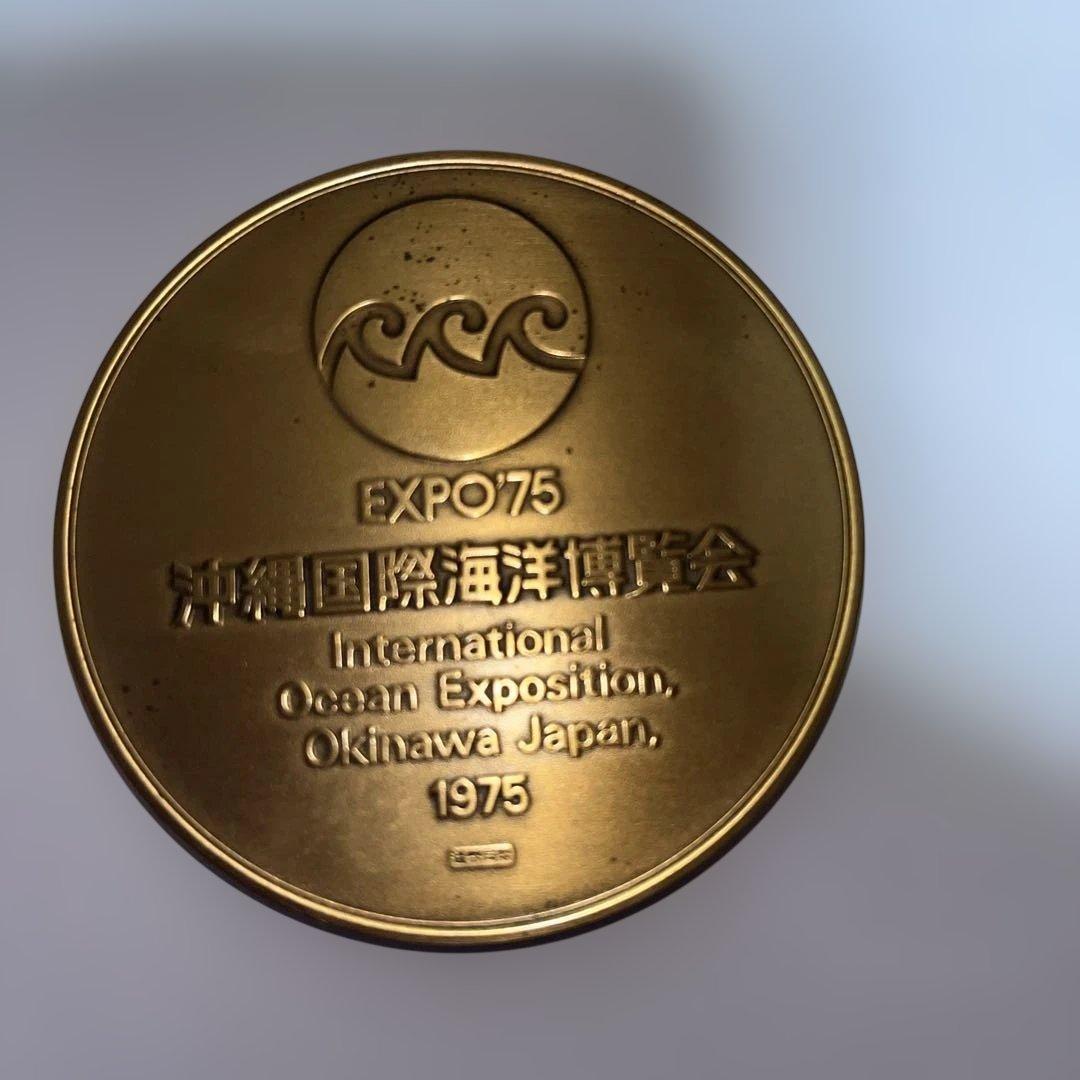 EXPO'75
沖縄国際海洋博覧会
International
Ocean Exposition,
Okinawa Japan,
1975